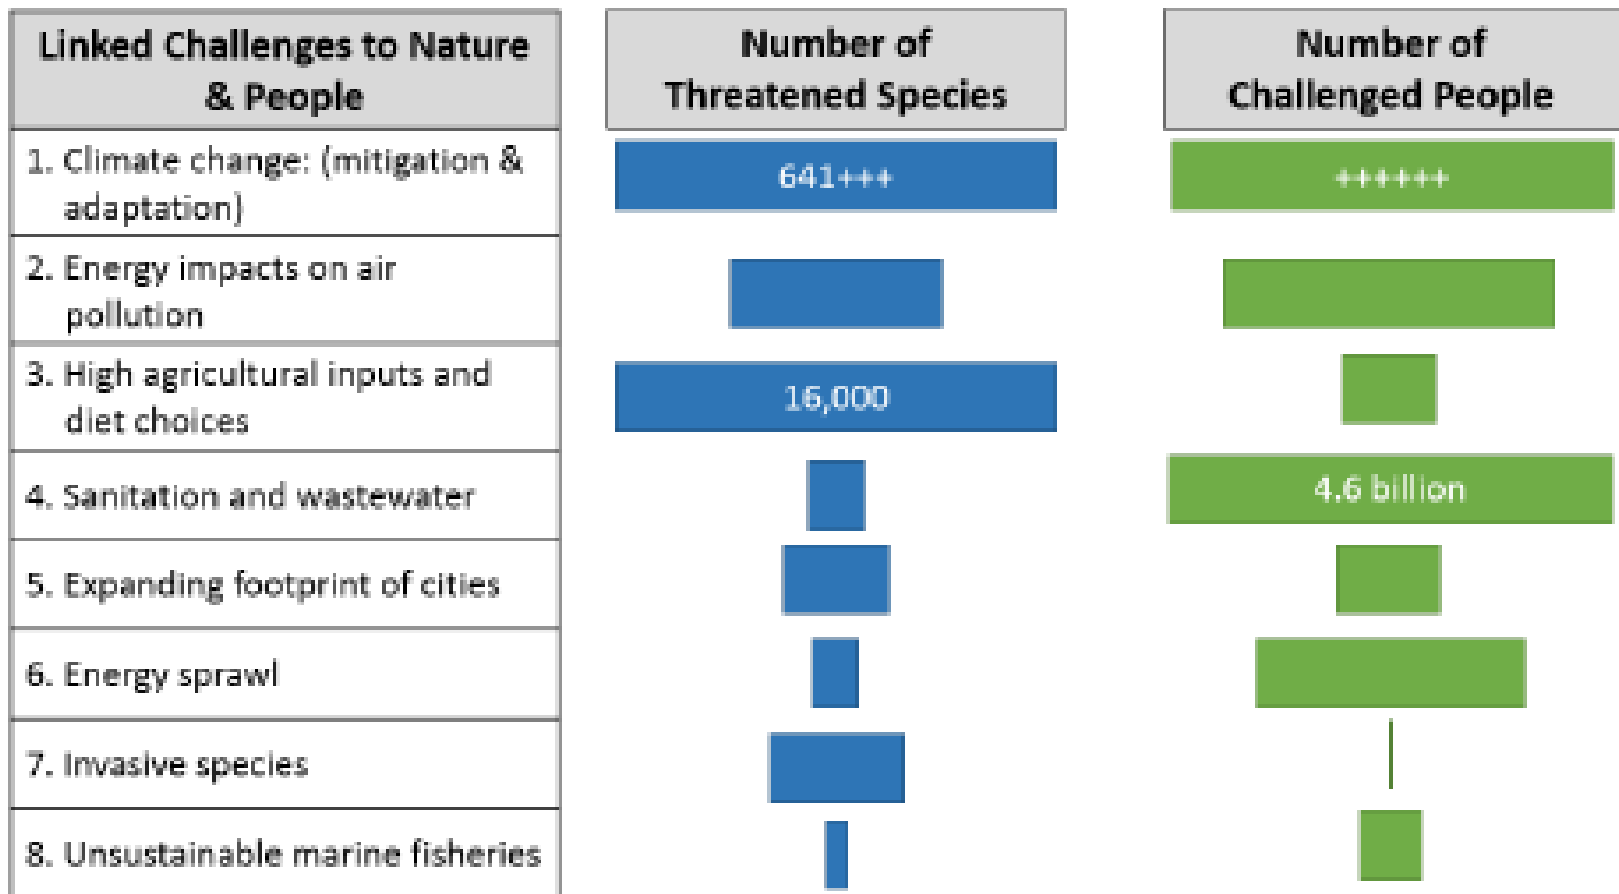 Linked Challenges to Nature
& People
Number of
Threatened Species
Number of
Challenged People
1. Climate change: (mitigation &
adaptation)
641+++
++++++
2. Energy impacts on air
pollution
3. High agricultural inputs and
diet choices
16,000
4. Sanitation and wastewater
4.6 billion
5. Expanding footprint of cities
6. Energy sprawl
7. Invasive species
8. Unsustainable marine fisheries